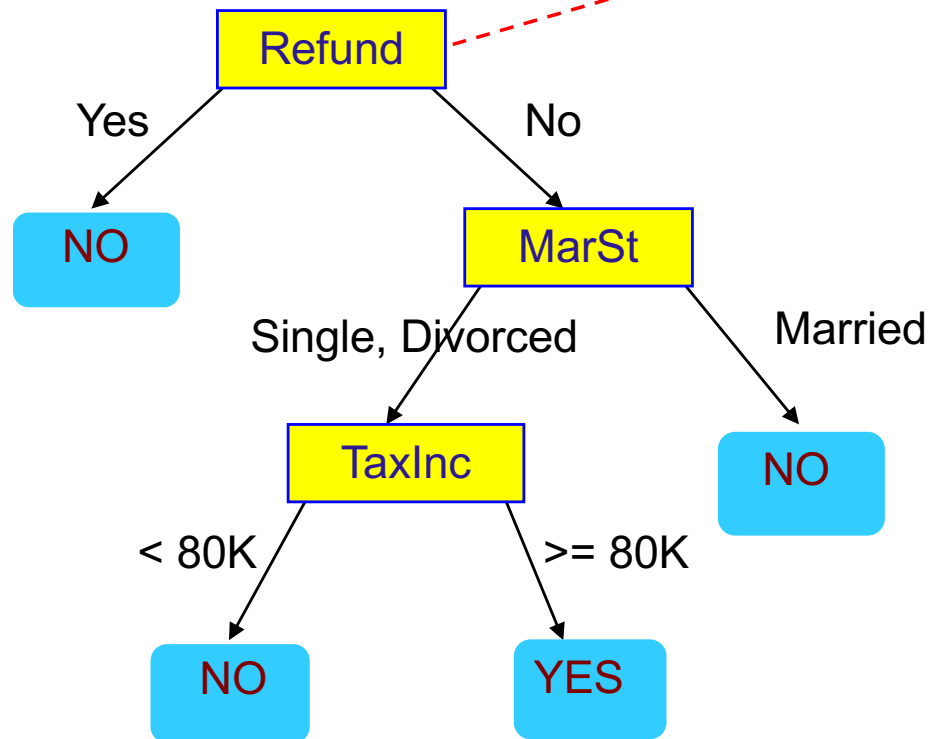 Refund
Yes
No
NO
MarSt
Single, Divorced
Married
TaxInc
NO
< 80K
>= 80K
NO
YES